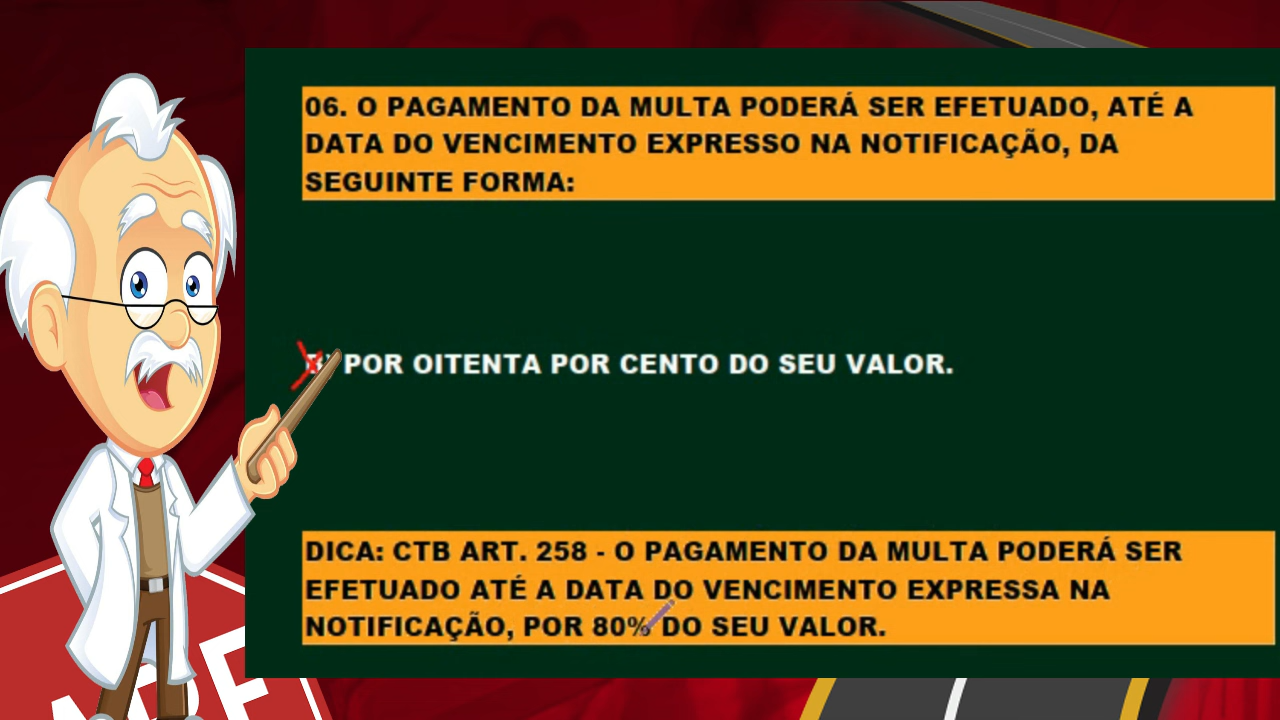 06. O PAGAMENTO DA MULTA PODERÁ SER EFETUADO, ATÉ A
DATA DO VENCIMENTO EXPRESSO NA NOTIFICAÇÃO, DA
SEGUINTE FORMA:
POR OITENTA POR CENTO DO SEU VALOR.
DICA: CTB ART. 258 - O PAGAMENTO DA MULTA PODERÁ SER
EFETUADO ATÉ A DATA DO VENCIMENTO EXPRESSA NA
NOTIFICAÇÃO, POR 80% DO SEU VALOR.